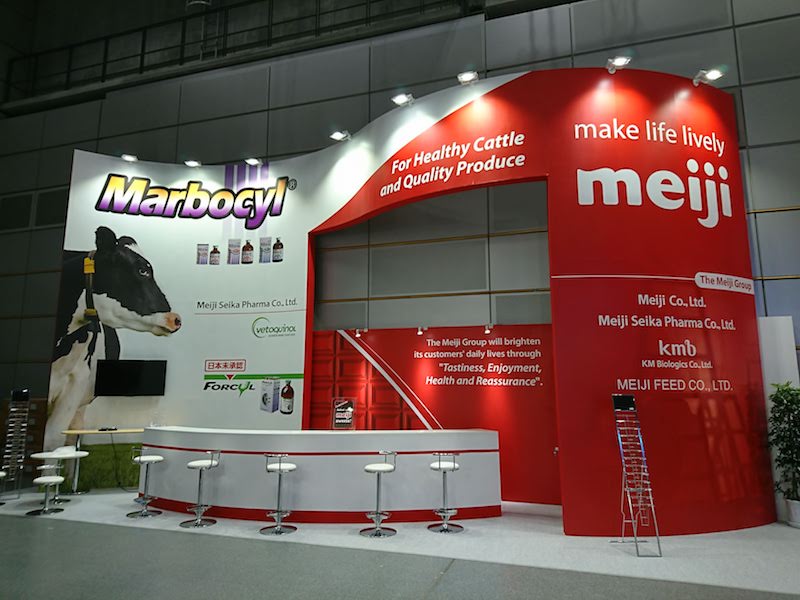 Marbocyl®
Meiji Seika Pharma Co., Ltd.
vetoquinol
日本未承認
FORCYL
For Healthy Cattle
and Quality Produce
The Meiji Group will brighten
its customers' daily lives through
"Tastiness, Enjoyment,
Health and Reassurance".
make life lively
meiji
The Meiji Group
Meiji Co., Ltd.
Meiji Seika Pharma Co., Ltd.
kmb
KM Biologics Co., Ltd.
MEIJI FEED CO., LTD.
meiji